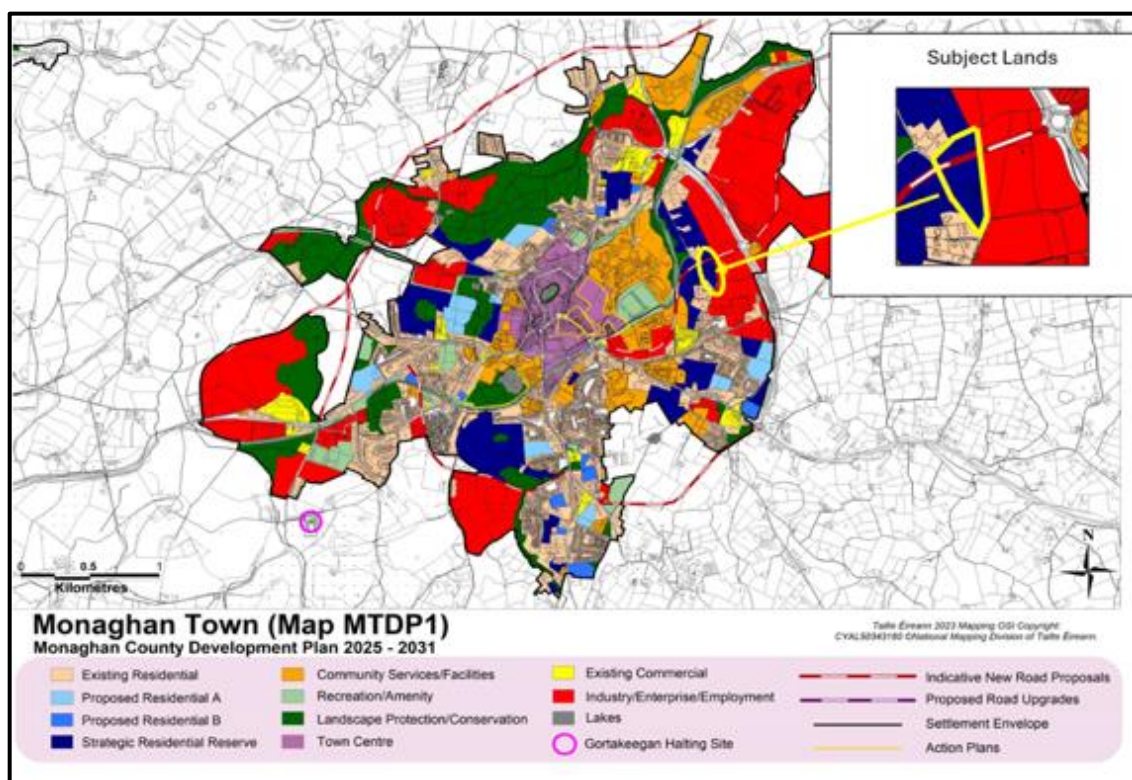 Subject Lands
N
0 0.5 1
Kilometres
Monaghan Town (Map MTDP1)
Monaghan County Development Plan 2025 - 2031
Tailte Éireann 2023 Mapping OSI Copyright:
CYAL50343180 ©National Mapping Division of Tailte Éireann.
Existing Residential
Proposed Residential A
Proposed Residential B
Strategic Residential Reserve
Community Services/Facilities
Recreation/Amenity
Landscape Protection/Conservation
Town Centre
Existing Commercial
Industry/Enterprise/Employment
Lakes
Gortakeegan Halting Site
Indicative New Road Proposals
Proposed Road Upgrades
Settlement Envelope
Action Plans